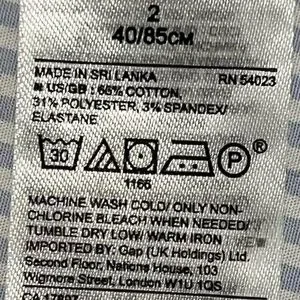 2
40/85CM
MADE IN SRI LANKA RN 54023
US/GB: 66% COTTON,
31% POLYESTER, 3% SPANDEX/
ELASTANE
30 P ®
1166
MACHINE WASH COLD/ ONLY NON-
CHLORINE BLEACH WHEN NEEDED/
TUMBLE DRY LOW/ WARM IRON
IMPORTED BY: Gap (UK Holdings) Ltd
Second Floor, Nations House, 103
Wigmore Street, London W1U 1QS